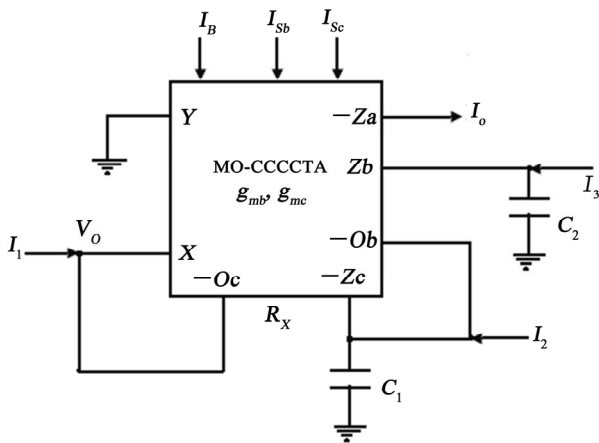 I_B I_Sb I_Sc
Y
−Za I_o
MO-CCCCTA Zb I_3
g_mb, g_mc
C_2
V_O
−Ob
I_1 X
−Oc −Zc
R_X
I_2
C_1